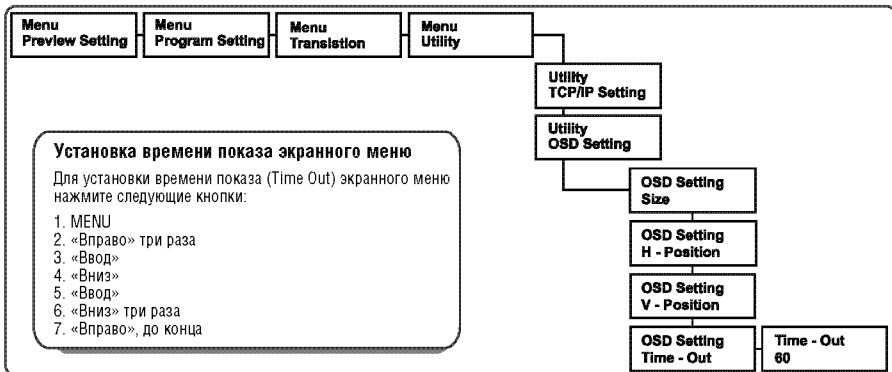 Menu
Preview Setting
Menu
Program Setting
Menu
Transistion
Menu
Utility
Utility
TCP/IP Setting
Utility
OSD Setting
Установка времени показа экранного меню
Для установки времени показа (Time Out) экранного меню
нажмите следующие кнопки:
1. MENU
2. «Вправо» три раза
3. «Ввод»
4. «Вниз»
5. «Ввод»
6. «Вниз» три раза
7. «Вправо», до конца
OSD Setting
Size
OSD Setting
H - Position
OSD Setting
V - Position
OSD Setting
Time - Out
Time - Out
60